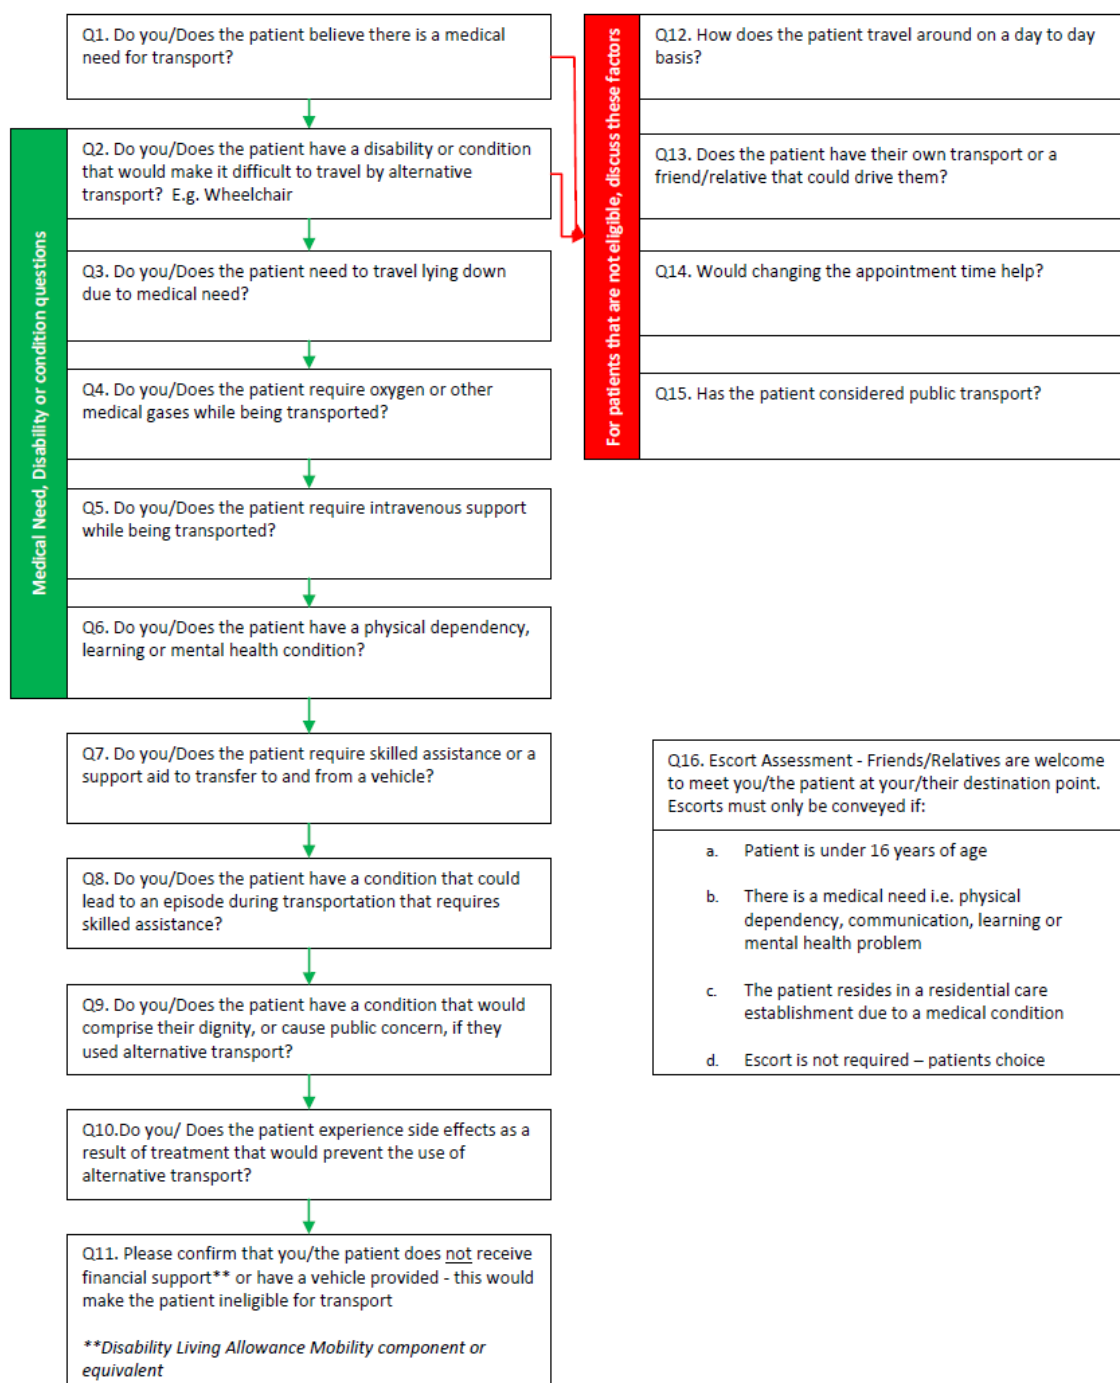 Q1. Do you/Does the patient believe there is a medical
need for transport?
Medical Need, Disability or condition questions
Q2. Do you/Does the patient have a disability or condition
that would make it difficult to travel by alternative
transport?  E.g. Wheelchair
Q3. Do you/Does the patient need to travel lying down
due to medical need?
Q4. Do you/Does the patient require oxygen or other
medical gases while being transported?
Q5. Do you/Does the patient require intravenous support
while being transported?
Q6. Do you/Does the patient have a physical dependency,
learning or mental health condition?
Q7. Do you/Does the patient require skilled assistance or a
support aid to transfer to and from a vehicle?
Q8. Do you/Does the patient have a condition that could
lead to an episode during transportation that requires
skilled assistance?
Q9. Do you/Does the patient have a condition that would
comprise their dignity, or cause public concern, if they
used alternative transport?
Q10.Do you/ Does the patient experience side effects as a
result of treatment that would prevent the use of
alternative transport?
Q11. Please confirm that you/the patient does not receive
financial support** or have a vehicle provided - this would
make the patient ineligible for transport
**Disability Living Allowance Mobility component or
equivalent
For patients that are not eligible, discuss these factors
Q12. How does the patient travel around on a day to day
basis?
Q13. Does the patient have their own transport or a
friend/relative that could drive them?
Q14. Would changing the appointment time help?
Q15. Has the patient considered public transport?
Q16. Escort Assessment - Friends/Relatives are welcome
to meet you/the patient at your/their destination point.
Escorts must only be conveyed if:
a. Patient is under 16 years of age
b. There is a medical need i.e. physical
dependency, communication, learning or
mental health problem
c. The patient resides in a residential care
establishment due to a medical condition
d. Escort is not required – patients choice